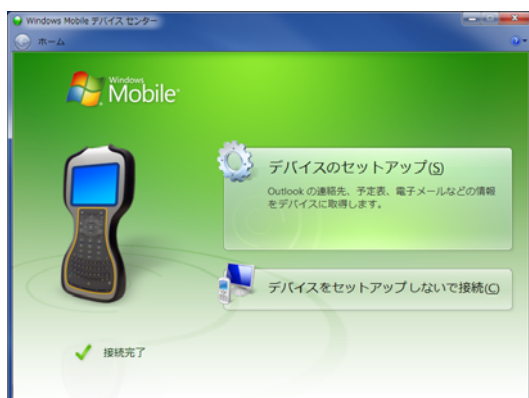 Windows Mobile デバイス センター
ホーム
Windows
Mobile
デバイスのセットアップ(S)
Outlook の連絡先、予定表、電子メールなどの情報
をデバイスに取得します。
デバイスをセットアップしないで接続(C)
接続完了